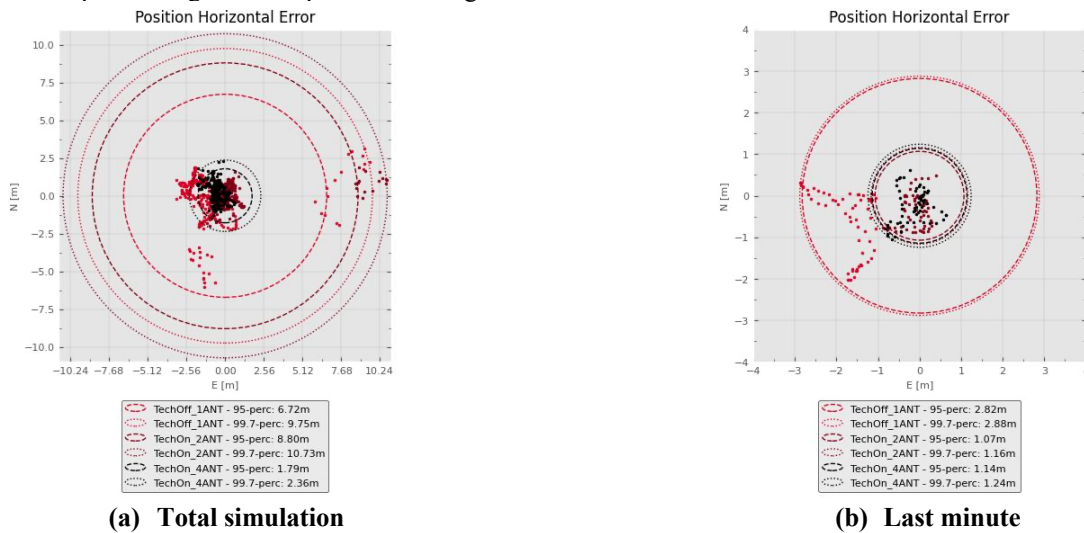 Position Horizontal Error
10.0
7.5
5.0
2.5
0.0
−2.5
−5.0
−7.5
−10.0
N [m]
−10.24 −7.68 −5.12 −2.56 0.00 2.56 5.12 7.68 10.24
E [m]
TechOff_1ANT - 95-perc: 6.72m
TechOff_1ANT - 99.7-perc: 9.75m
TechOn_2ANT - 95-perc: 8.80m
TechOn_2ANT - 99.7-perc: 10.73m
TechOn_4ANT - 95-perc: 1.79m
TechOn_4ANT - 99.7-perc: 2.36m
(a) Total simulation
Position Horizontal Error
4
3
2
1
0
−1
−2
−3
−4
N [m]
−4 −3 −2 −1 0 1 2 3 4
E [m]
TechOff_1ANT - 95-perc: 2.82m
TechOff_1ANT - 99.7-perc: 2.88m
TechOn_2ANT - 95-perc: 1.07m
TechOn_2ANT - 99.7-perc: 1.16m
TechOn_4ANT - 95-perc: 1.14m
TechOn_4ANT - 99.7-perc: 1.24m
(b) Last minute